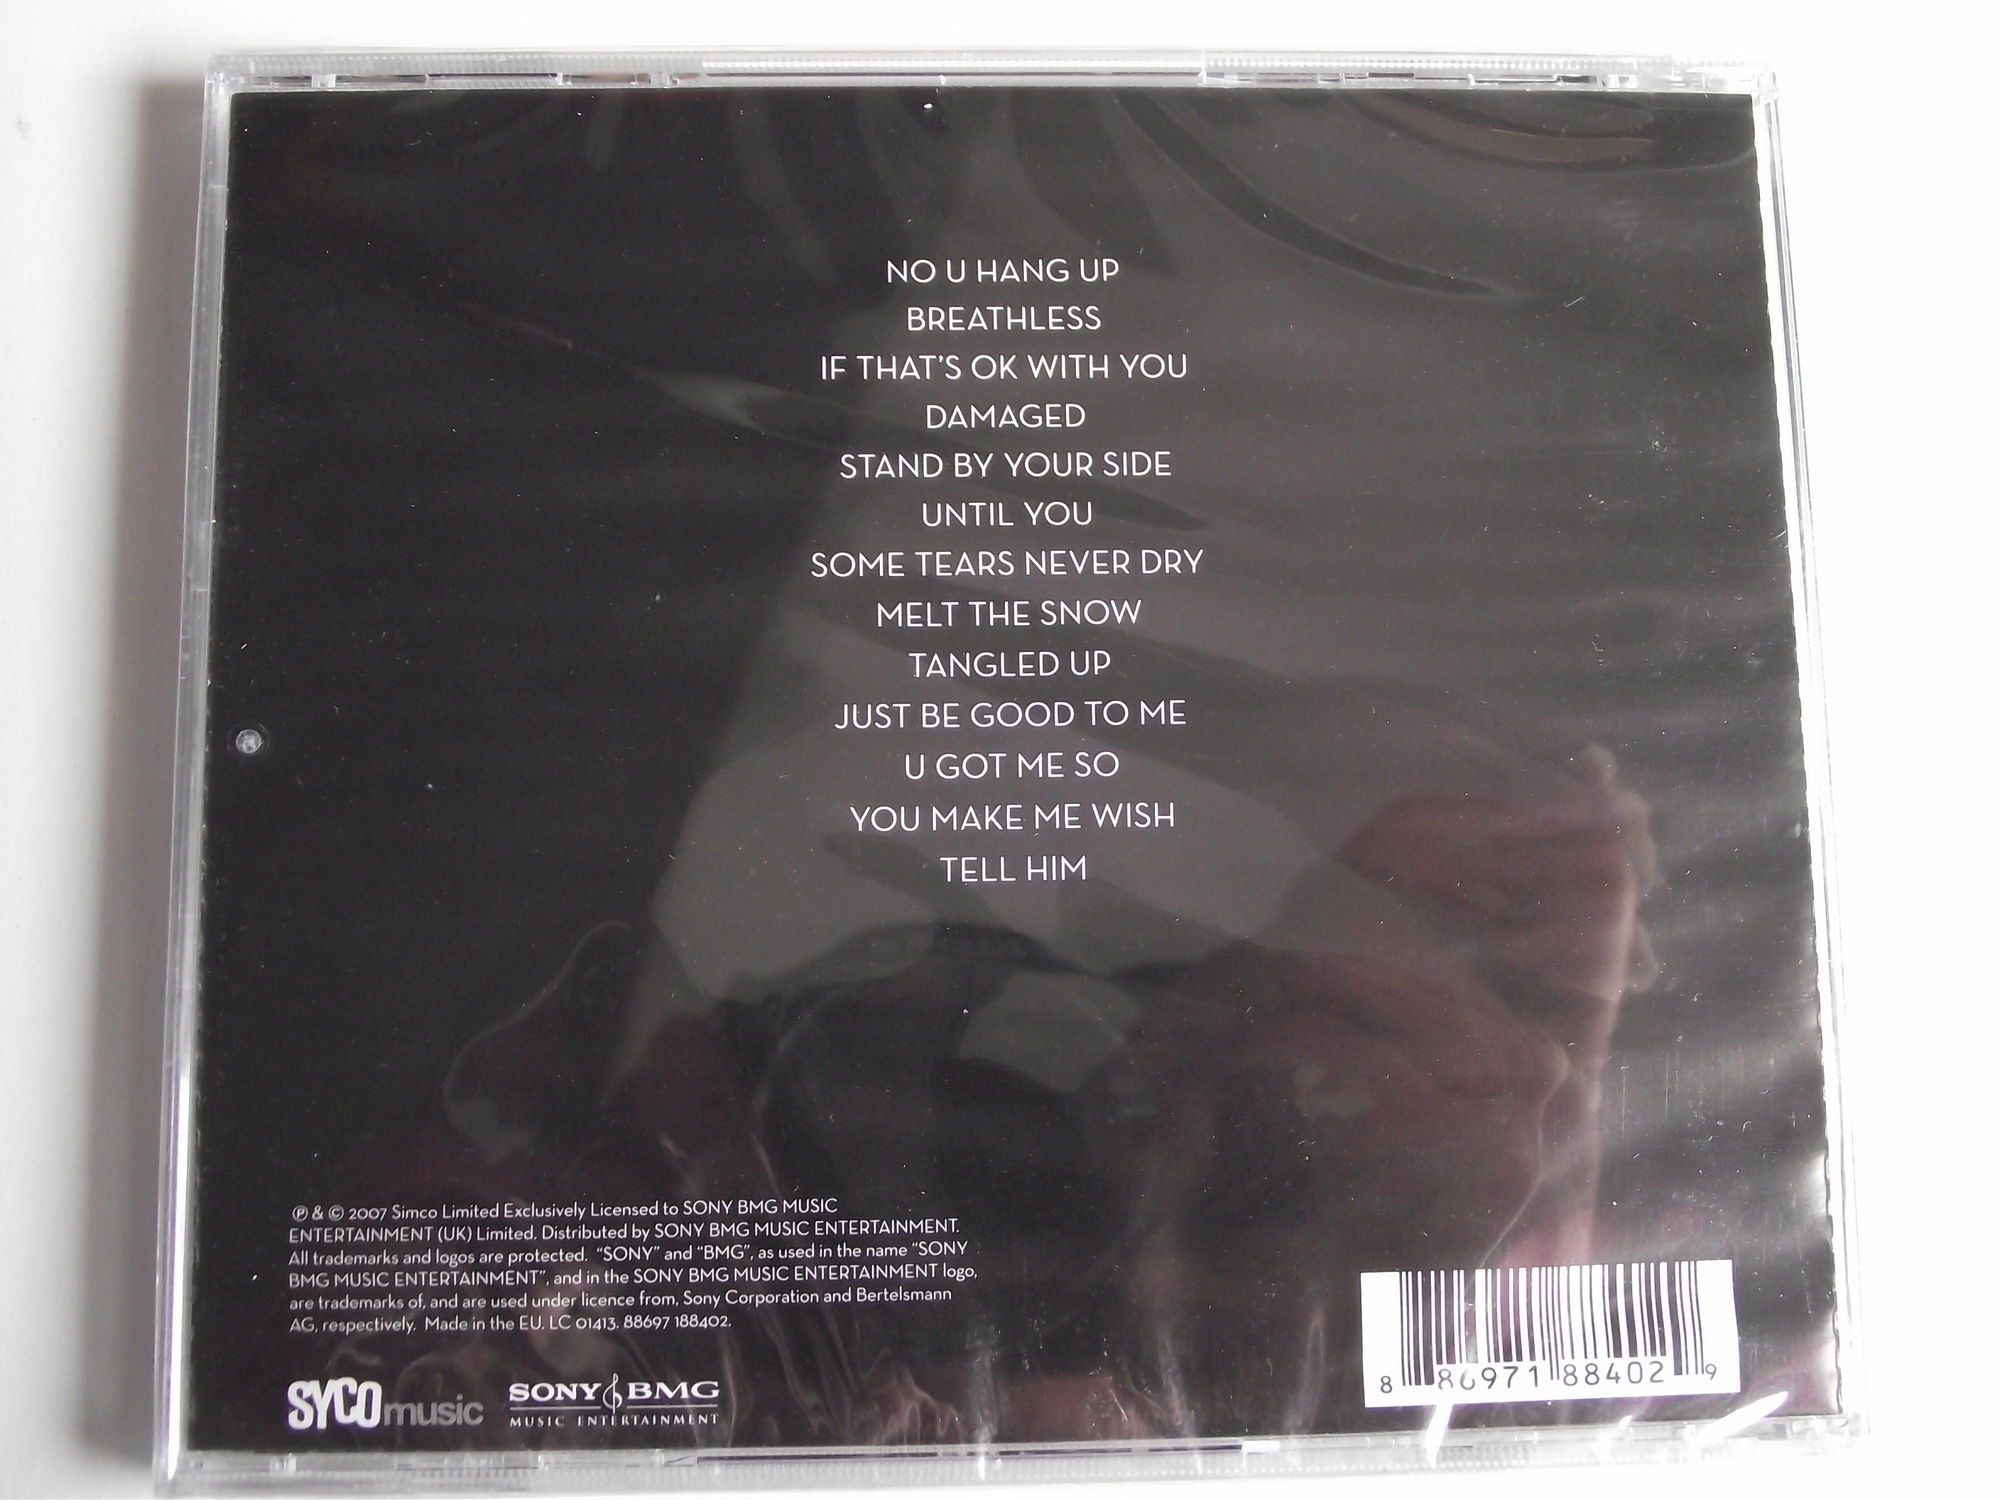 NO U HANG UP
BREATHLESS
IF THAT'S OK WITH YOU
DAMAGED
STAND BY YOUR SIDE
UNTIL YOU
SOME TEARS NEVER DRY
MELT THE SNOW
TANGLED UP
JUST BE GOOD TO ME
U GOT ME SO
YOU MAKE ME WISH
TELL HIM
℗ & © 2007 Simco Limited Exclusively Licensed to SONY BMG MUSIC
ENTERTAINMENT (UK) Limited. Distributed by SONY BMG MUSIC ENTERTAINMENT.
All trademarks and logos are protected. "SONY" and "BMG", as used in the name "SONY
BMG MUSIC ENTERTAINMENT", and in the SONY BMG MUSIC ENTERTAINMENT logo,
are trademarks of, and are used under licence from, Sony Corporation and Bertelsmann
AG, respectively. Made in the EU. LC 01413. 88697 188402.
SYCO music
SONY BMG
MUSIC ENTERTAINMENT
8 86971 88402 9